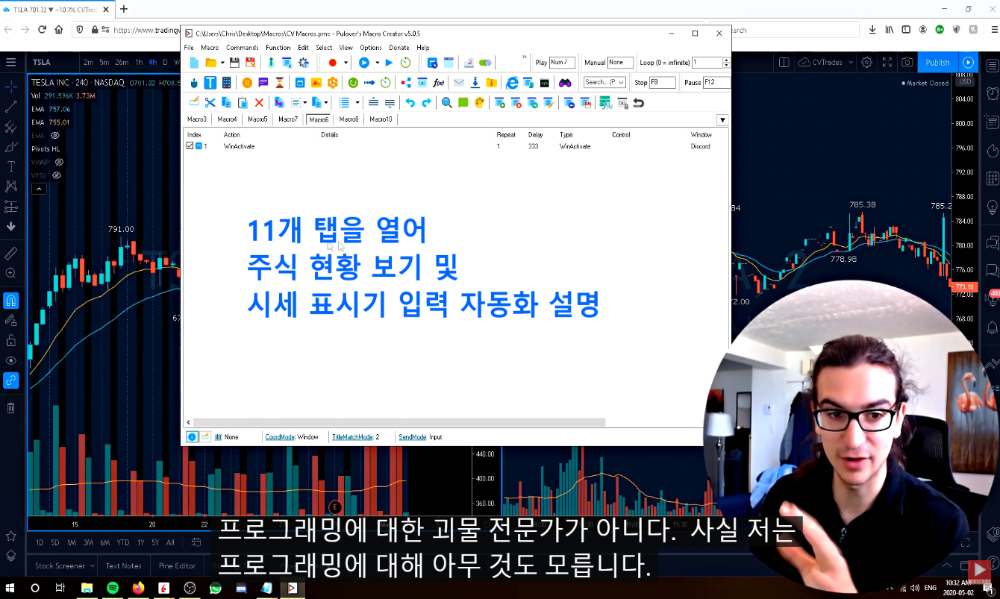 TSLA 701.32 ▼ −10.3% CVTrad
https://www.tradingv
earch
C:\Users\Chris\Desktop\Macros\CV Macros.pmc - Pulover's Macro Creator v5.0.5
File Macro Commands Function Edit Select View Options Donate Help
Play Num / Manual None Loop (0 = infinite) 1
Search... (P Stop F8 Pause F12
Macro3 Macro4 Macro5 Macro7 Macro6 Macro8 Macro10
Index Action Details Repeat Delay Type Control Window
1 WinActivate 1 333 WinActivate Discord
TSLA 2m 5m 26m 1h 4h D W
CVTrades Publish
TESLA INC · 240 · NASDAQ O701.32 H708.5
Market Closed
USD
Vol 291.596K 3.73M
EMA 757.06
EMA 755.01
EMA
Pivots HL
VWAP
VPSV
791.00
804.00
800.00
796.00
792.00
788.00
784.00
780.00
776.00
773.10
772.00
768.00
785.38
785.2
778.98
11개 탭을 열어
주식 현황 보기 및
시세 표시기 입력 자동화 설명
#If: None CoordMode: Window TitleMatchMode: 2 SendMode: Input
440.00
400.00
360.00
E
15 20 22
19:30
1D 5D 1M 3M 6M YTD 1Y 5Y All
Stock Screener Text Notes Pine Editor
프로그래밍에 대한 괴물 전문가가 아니다. 사실 저는
프로그래밍에 대해 아무 것도 모릅니다.
SUBSCRIBE
ENG
10:32 AM
2020-05-02